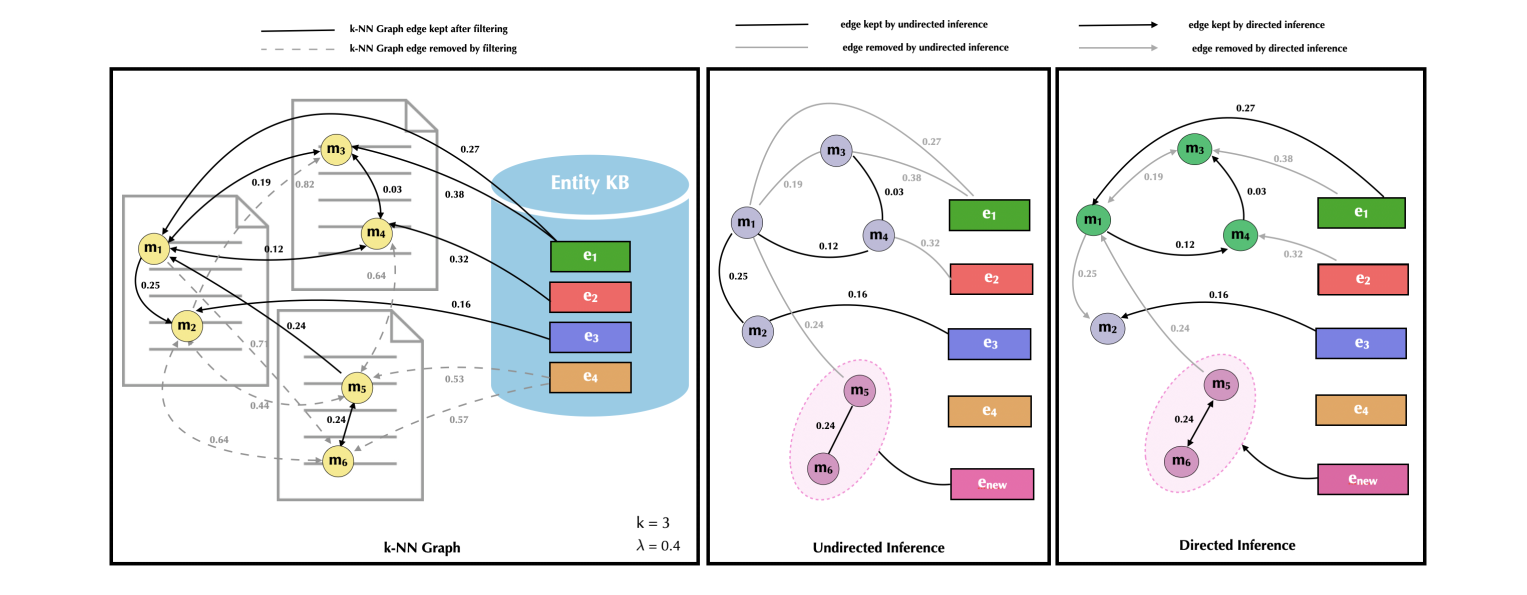 k-NN Graph edge kept after filtering
k-NN Graph edge removed by filtering
edge kept by undirected inference
edge removed by undirected inference
edge kept by directed inference
edge removed by directed inference
m3
0.27
0.19
0.82
0.03
0.38
Entity KB
m4
m1
0.12
0.32
e1
0.64
0.25
e2
0.16
m2
0.24
e3
0.71
0.53
e4
m5
0.44
0.24
0.57
0.64
m6
k = 3
λ = 0.4
k-NN Graph
0.27
m3
0.38
0.19
0.03
e1
m1
m4
0.12
0.32
0.25
e2
0.16
m2
0.24
e3
m5
e4
0.24
m6
enew
Undirected Inference
0.27
m3
0.38
0.19
0.03
e1
m1
m4
0.12
0.32
0.25
e2
0.16
m2
0.24
e3
m5
e4
0.24
m6
enew
Directed Inference